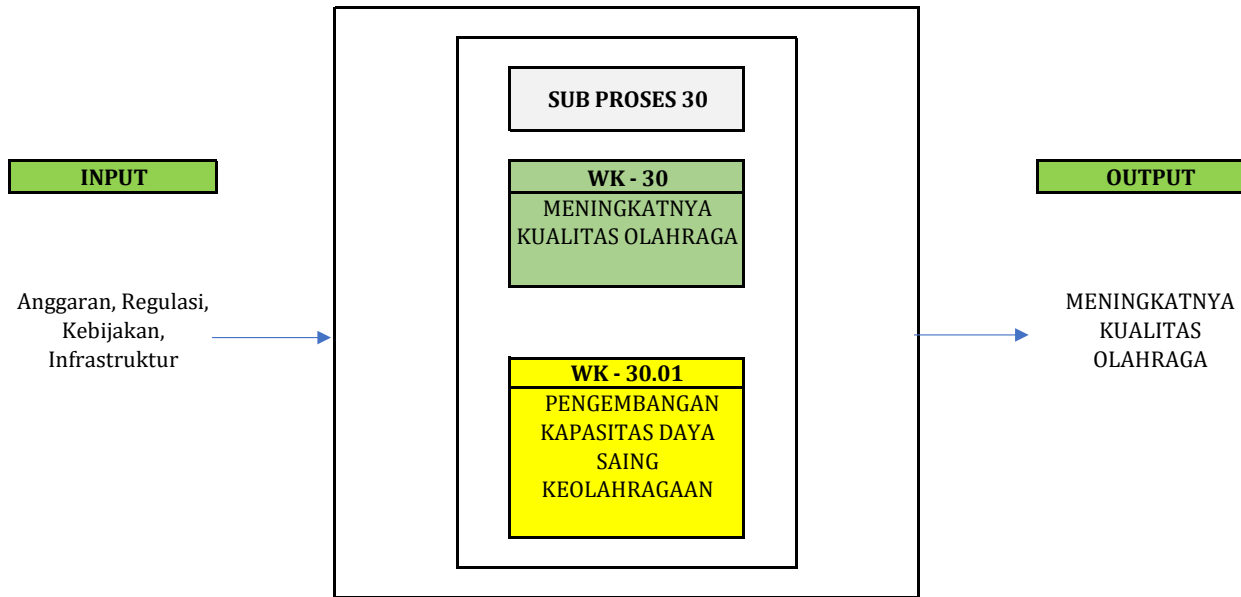 INPUT
Anggaran, Regulasi,
Kebijakan,
Infrastruktur
SUB PROSES 30
WK - 30
MENINGKATNYA
KUALITAS OLAHRAGA
WK - 30.01
PENGEMBANGAN
KAPASITAS DAYA
SAING
KEOLAHRAGAAN
OUTPUT
MENINGKATNYA
KUALITAS
OLAHRAGA